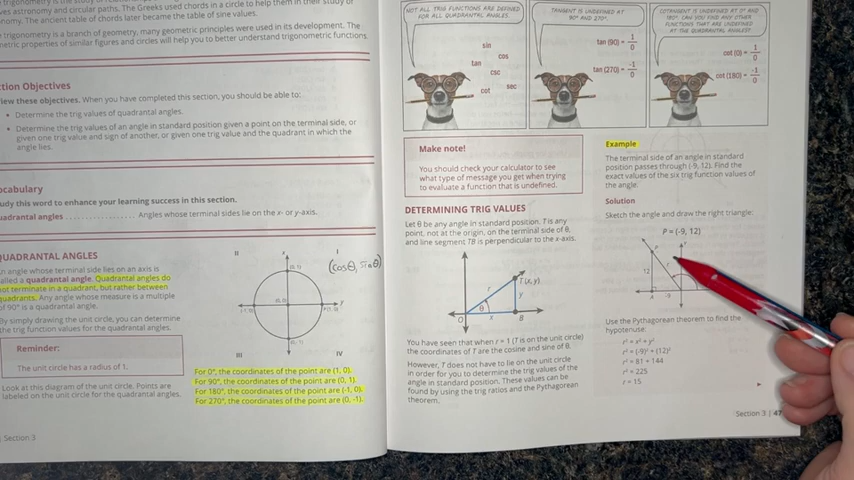 ves astronomy and circular paths. The Greeks used chords in a circle to help them in their study of
onomy. The ancient table of chords later became the table of sine values.
trigonometry is a branch of geometry, many geometric principles were used in its development. The
metric properties of similar figures and circles will help you to better understand trigonometric functions.
ction Objectives
view these objectives. When you have completed this section, you should be able to:
• Determine the trig values of quadrantal angles.
• Determine the trig values of an angle in standard position given a point on the terminal side, or
given one trig value and sign of another, or given one trig value and the quadrant in which the
angle lies.
ocabulary
udy this word to enhance your learning success in this section.
uadrantal angles . . . . . . . . . . . . . . . . . Angles whose terminal sides lie on the x- or y-axis.
QUADRANTAL ANGLES
n angle whose terminal side lies on an axis is
alled a quadrantal angle. Quadrantal angles do
not terminate in a quadrant, but rather between
quadrants. Any angle whose measure is a multiple
of 90° is a quadrantal angle.
By simply drawing the unit circle, you can determine
the trig function values for the quadrantal angles.
Reminder:
The unit circle has a radius of 1.
Look at this diagram of the unit circle. Points are
labeled on the unit circle for the quadrantal angles.
II
I
(cosθ, sinθ)
(0, 1)
(0, 0)
y
(0, -1)
III
IV
For 0°, the coordinates of the point are (1, 0).
For 90°, the coordinates of the point are (0, 1).
For 180°, the coordinates of the point are (-1, 0).
For 270°, the coordinates of the point are (0, -1).
Section 3
NOT ALL TRIG FUNCTIONS ARE DEFINED
FOR ALL QUADRANTAL ANGLES.
sin
cos
tan
csc
sec
cot
TANGENT IS UNDEFINED AT
90° AND 270°.
tan (90) = 1/0
tan (270) = -1/0
COTANGENT IS UNDEFINED AT 0° AND
180°. CAN YOU FIND ANY OTHER
FUNCTIONS THAT ARE UNDEFINED
AT THE QUADRANTAL ANGLES?
cot (0) = 1/0
cot (180) = -1/0
Make note!
You should check your calculator to see
what type of message you get when trying
to evaluate a function that is undefined.
DETERMINING TRIG VALUES
Let θ be any angle in standard position. T is any
point, not at the origin, on the terminal side of θ,
and line segment TB is perpendicular to the x-axis.
T(x, y)
r
y
θ
O
x
B
You have seen that when r = 1 (T is on the unit circle)
the coordinates of T are the cosine and sine of θ.
However, T does not have to lie on the unit circle
in order for you to determine the trig values of the
angle in standard position. These values can be
found by using the trig ratios and the Pythagorean
theorem.
Example
The terminal side of an angle in standard
position passes through (-9, 12). Find the
exact values of the six trig function values of
the angle.
Solution
Sketch the angle and draw the right triangle:
P = (-9, 12)
P
r
12
-9
Use the Pythagorean theorem to find the
hypotenuse:
r² = x² + y²
r² = (-9)² + (12)²
r² = 81 + 144
r² = 225
r = 15
Section 3 | 47